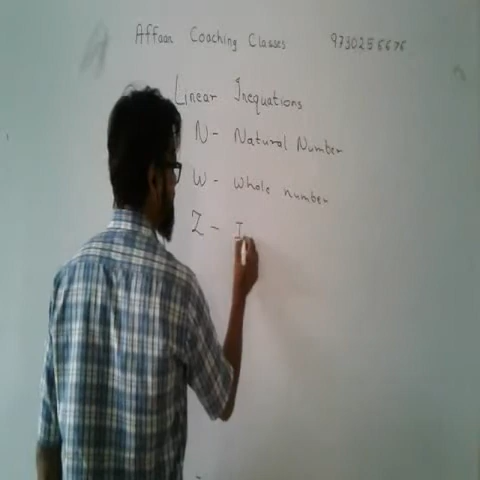 Affaan Coaching Classes 9730256676
Linear Inequations
N - Natural Number
W - Whole number
Z - I